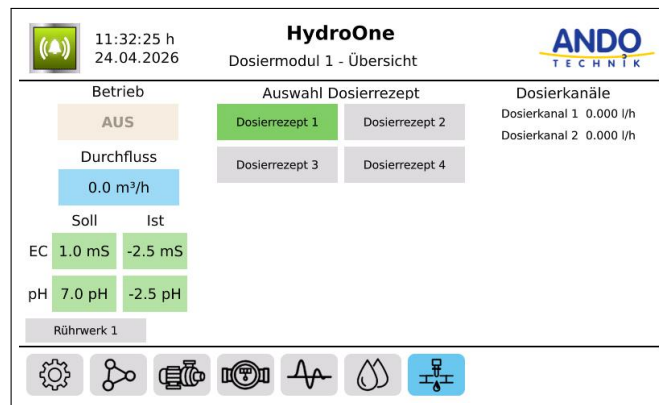 11:32:25 h
24.04.2026
HydroOne
Dosiermodul 1 - Übersicht
ANDO
TECHNIK
Betrieb
AUS
Durchfluss
0.0 m³/h
Soll Ist
EC 1.0 mS -2.5 mS
pH 7.0 pH -2.5 pH
Rührwerk 1
Auswahl Dosierrezept
Dosierrezept 1 Dosierrezept 2
Dosierrezept 3 Dosierrezept 4
Dosierkanäle
Dosierkanal 1 0.000 l/h
Dosierkanal 2 0.000 l/h